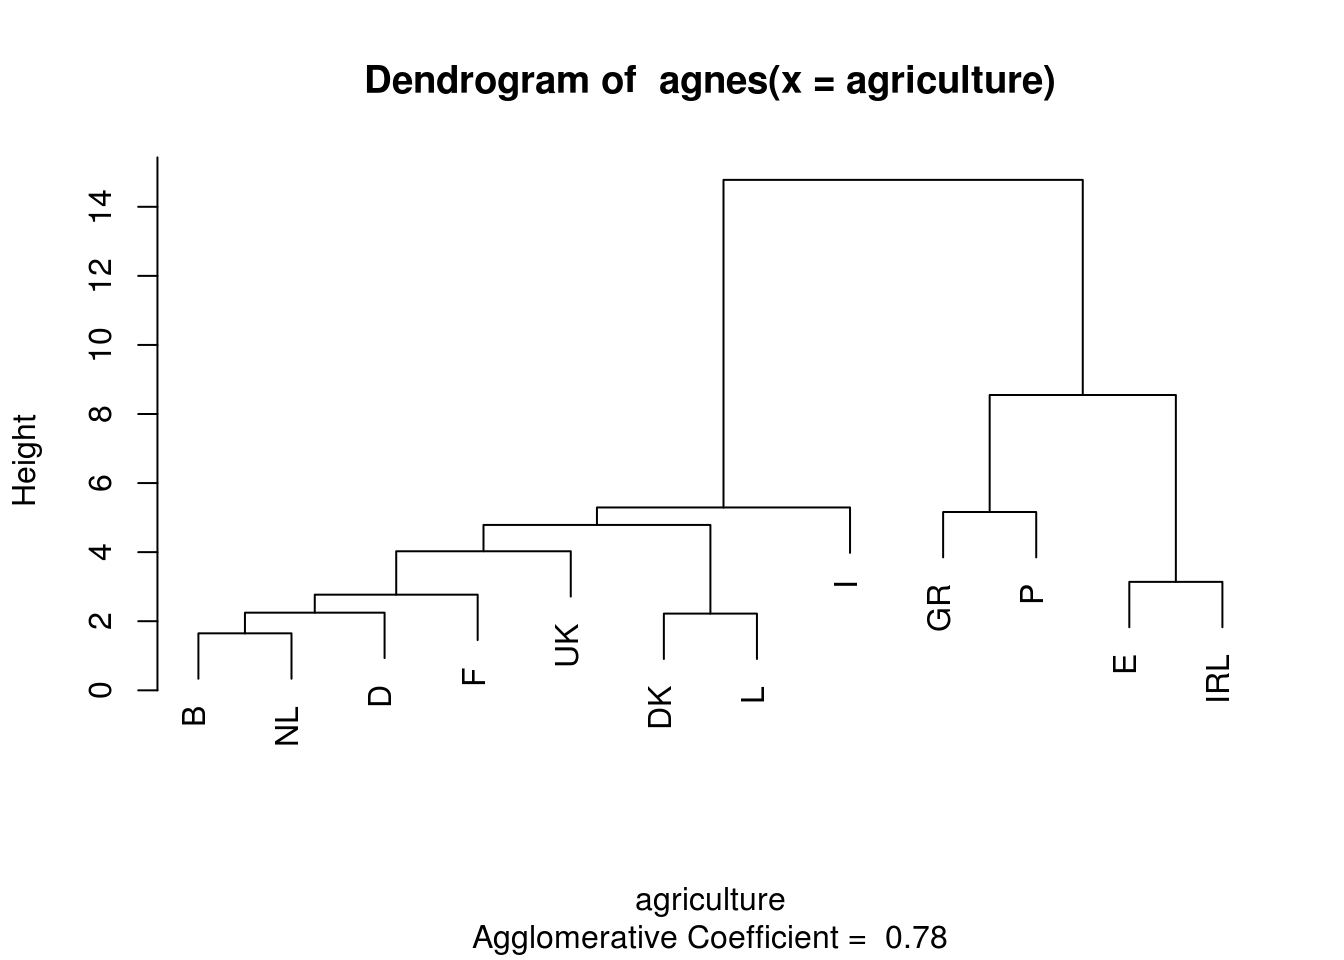 Dendrogram of  agnes(x = agriculture)
Height
14
12
10
8
6
4
2
0
B
NL
D
F
UK
DK
L
I
GR
P
E
IRL
agriculture
Agglomerative Coefficient =  0.78